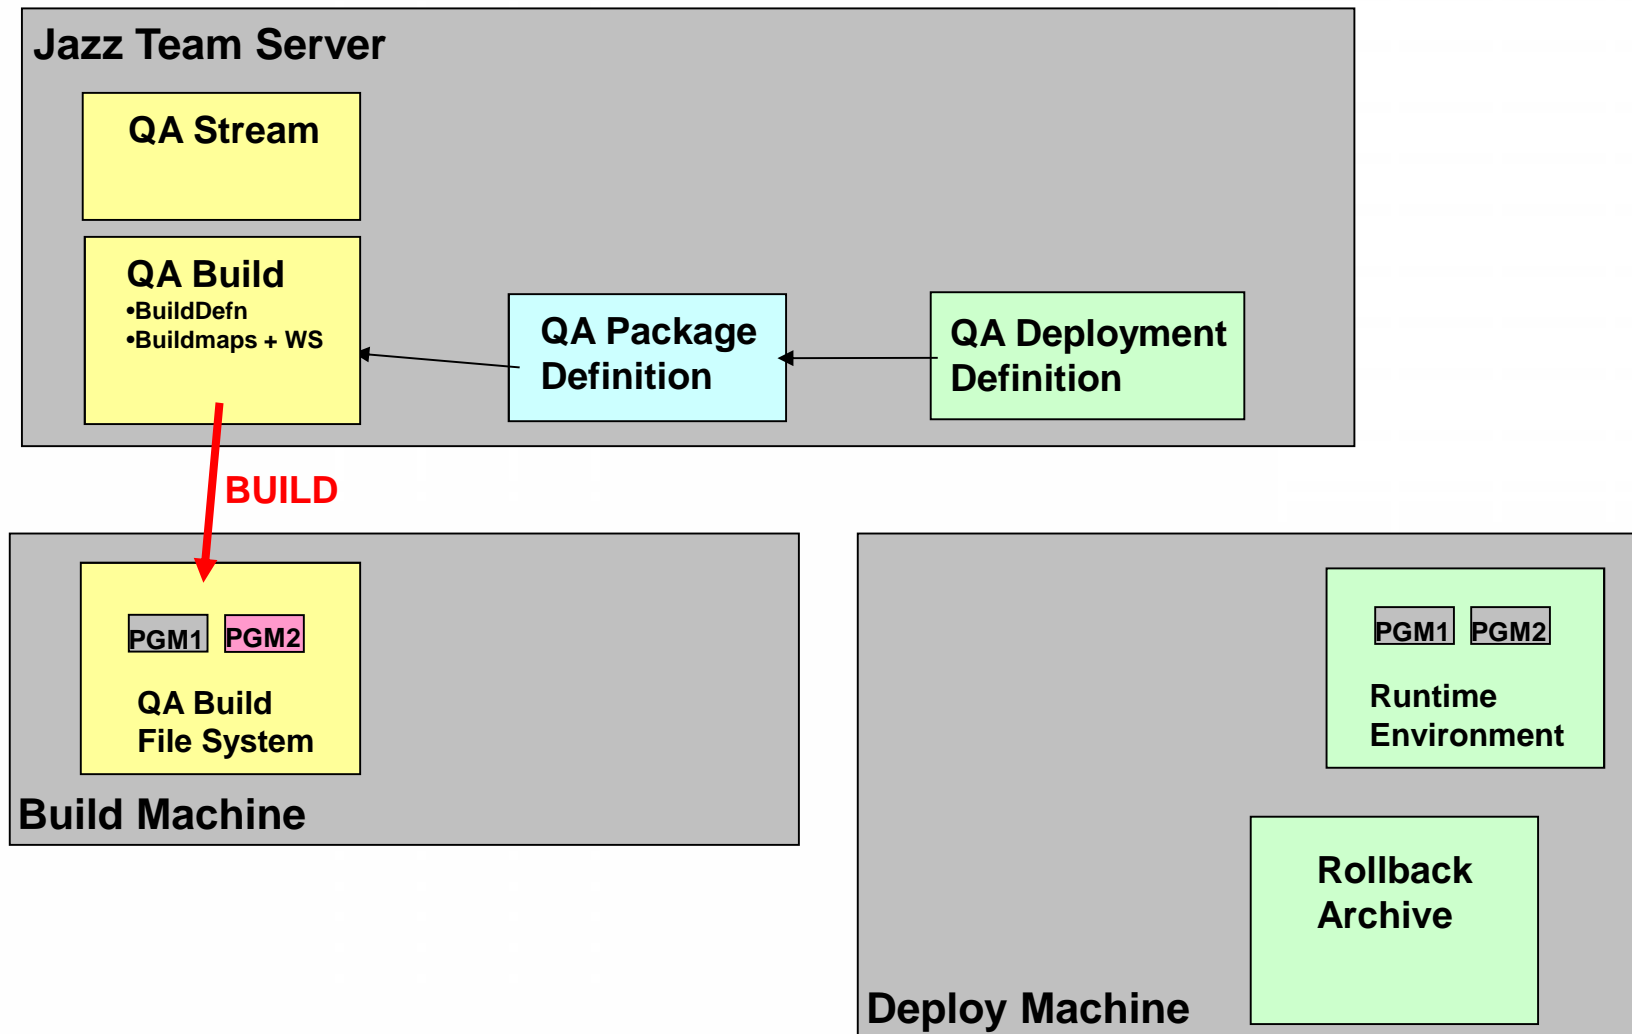 Jazz Team Server
QA Stream
QA Build
•BuildDefn
•Buildmaps + WS
QA Package
Definition
QA Deployment
Definition
BUILD
PGM1 PGM2
QA Build
File System
Build Machine
PGM1 PGM2
Runtime
Environment
Rollback
Archive
Deploy Machine